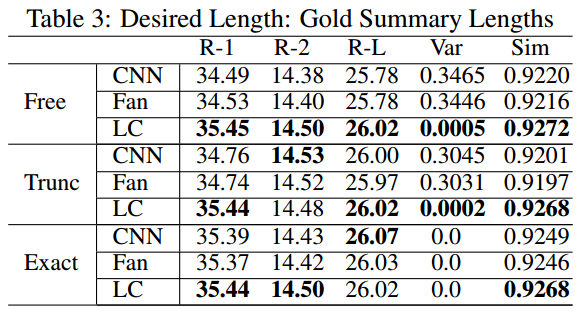 Table 3: Desired Length: Gold Summary Lengths
R-1 R-2 R-L Var Sim
CNN 34.49 14.38 25.78 0.3465 0.9220
Free Fan 34.53 14.40 25.78 0.3446 0.9216
LC 35.45 14.50 26.02 0.0005 0.9272
CNN 34.76 14.53 26.00 0.3045 0.9201
Trunc Fan 34.74 14.52 25.97 0.3031 0.9197
LC 35.44 14.48 26.02 0.0002 0.9268
CNN 35.39 14.43 26.07 0.0 0.9249
Exact Fan 35.37 14.42 26.03 0.0 0.9246
LC 35.44 14.50 26.02 0.0 0.9268